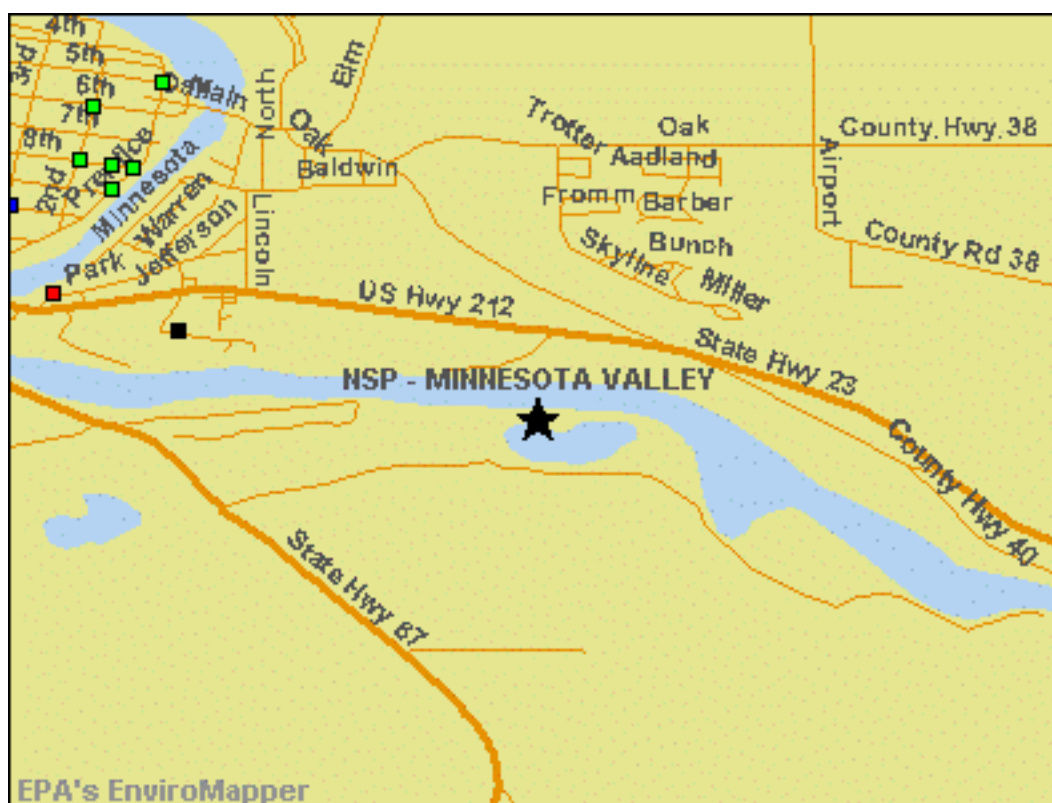 4th
5th
3rd
6th
Main
7th
8th
2nd
Prentice
Minnesota
Warren
Park
Jefferson
North
Lincoln
Oak
Elm
Baldwin
Trotter
Oak
Aadland
Fromm
Barber
Bunch
Skyline
Miller
County Hwy 38
Airport
County Rd 38
US Hwy 212
State Hwy 23
NSP - MINNESOTA VALLEY
County Hwy 40
State Hwy 67
EPA's EnviroMapper